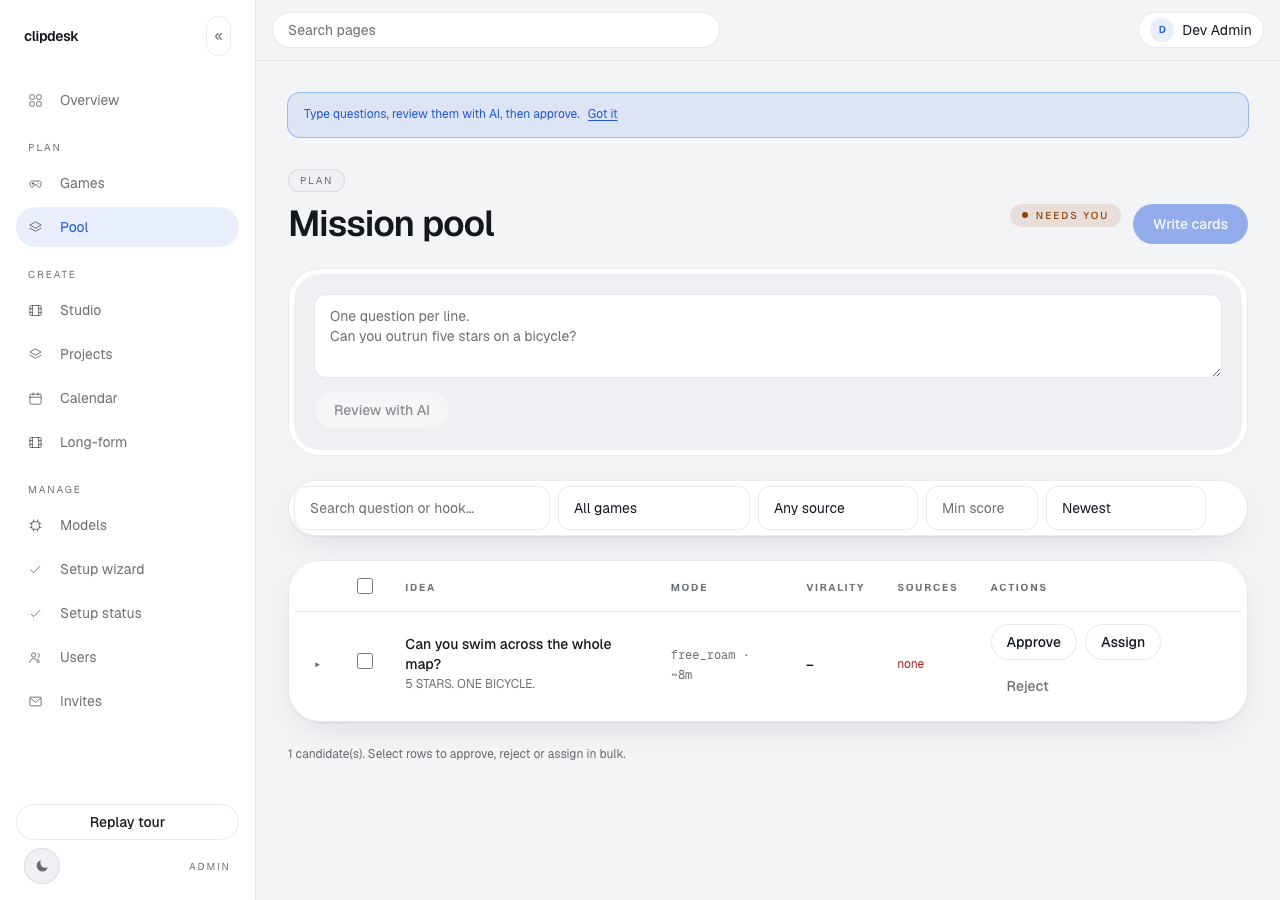 clipdesk
«
Search pages
D
Dev Admin
Overview
PLAN
Games
Pool
CREATE
Studio
Projects
Calendar
Long-form
MANAGE
Models
Setup wizard
Setup status
Users
Invites
Replay tour
ADMIN
Type questions, review them with AI, then approve. Got it
PLAN
Mission pool
NEEDS YOU
Write cards
One question per line.
Can you outrun five stars on a bicycle?
Review with AI
Search question or hook…
All games
Any source
Min score
Newest
IDEA MODE VIRALITY SOURCES ACTIONS
Can you swim across the whole
map?
5 STARS. ONE BICYCLE.
free_roam ·
~8m
–
none
Approve
Assign
Reject
1 candidate(s). Select rows to approve, reject or assign in bulk.